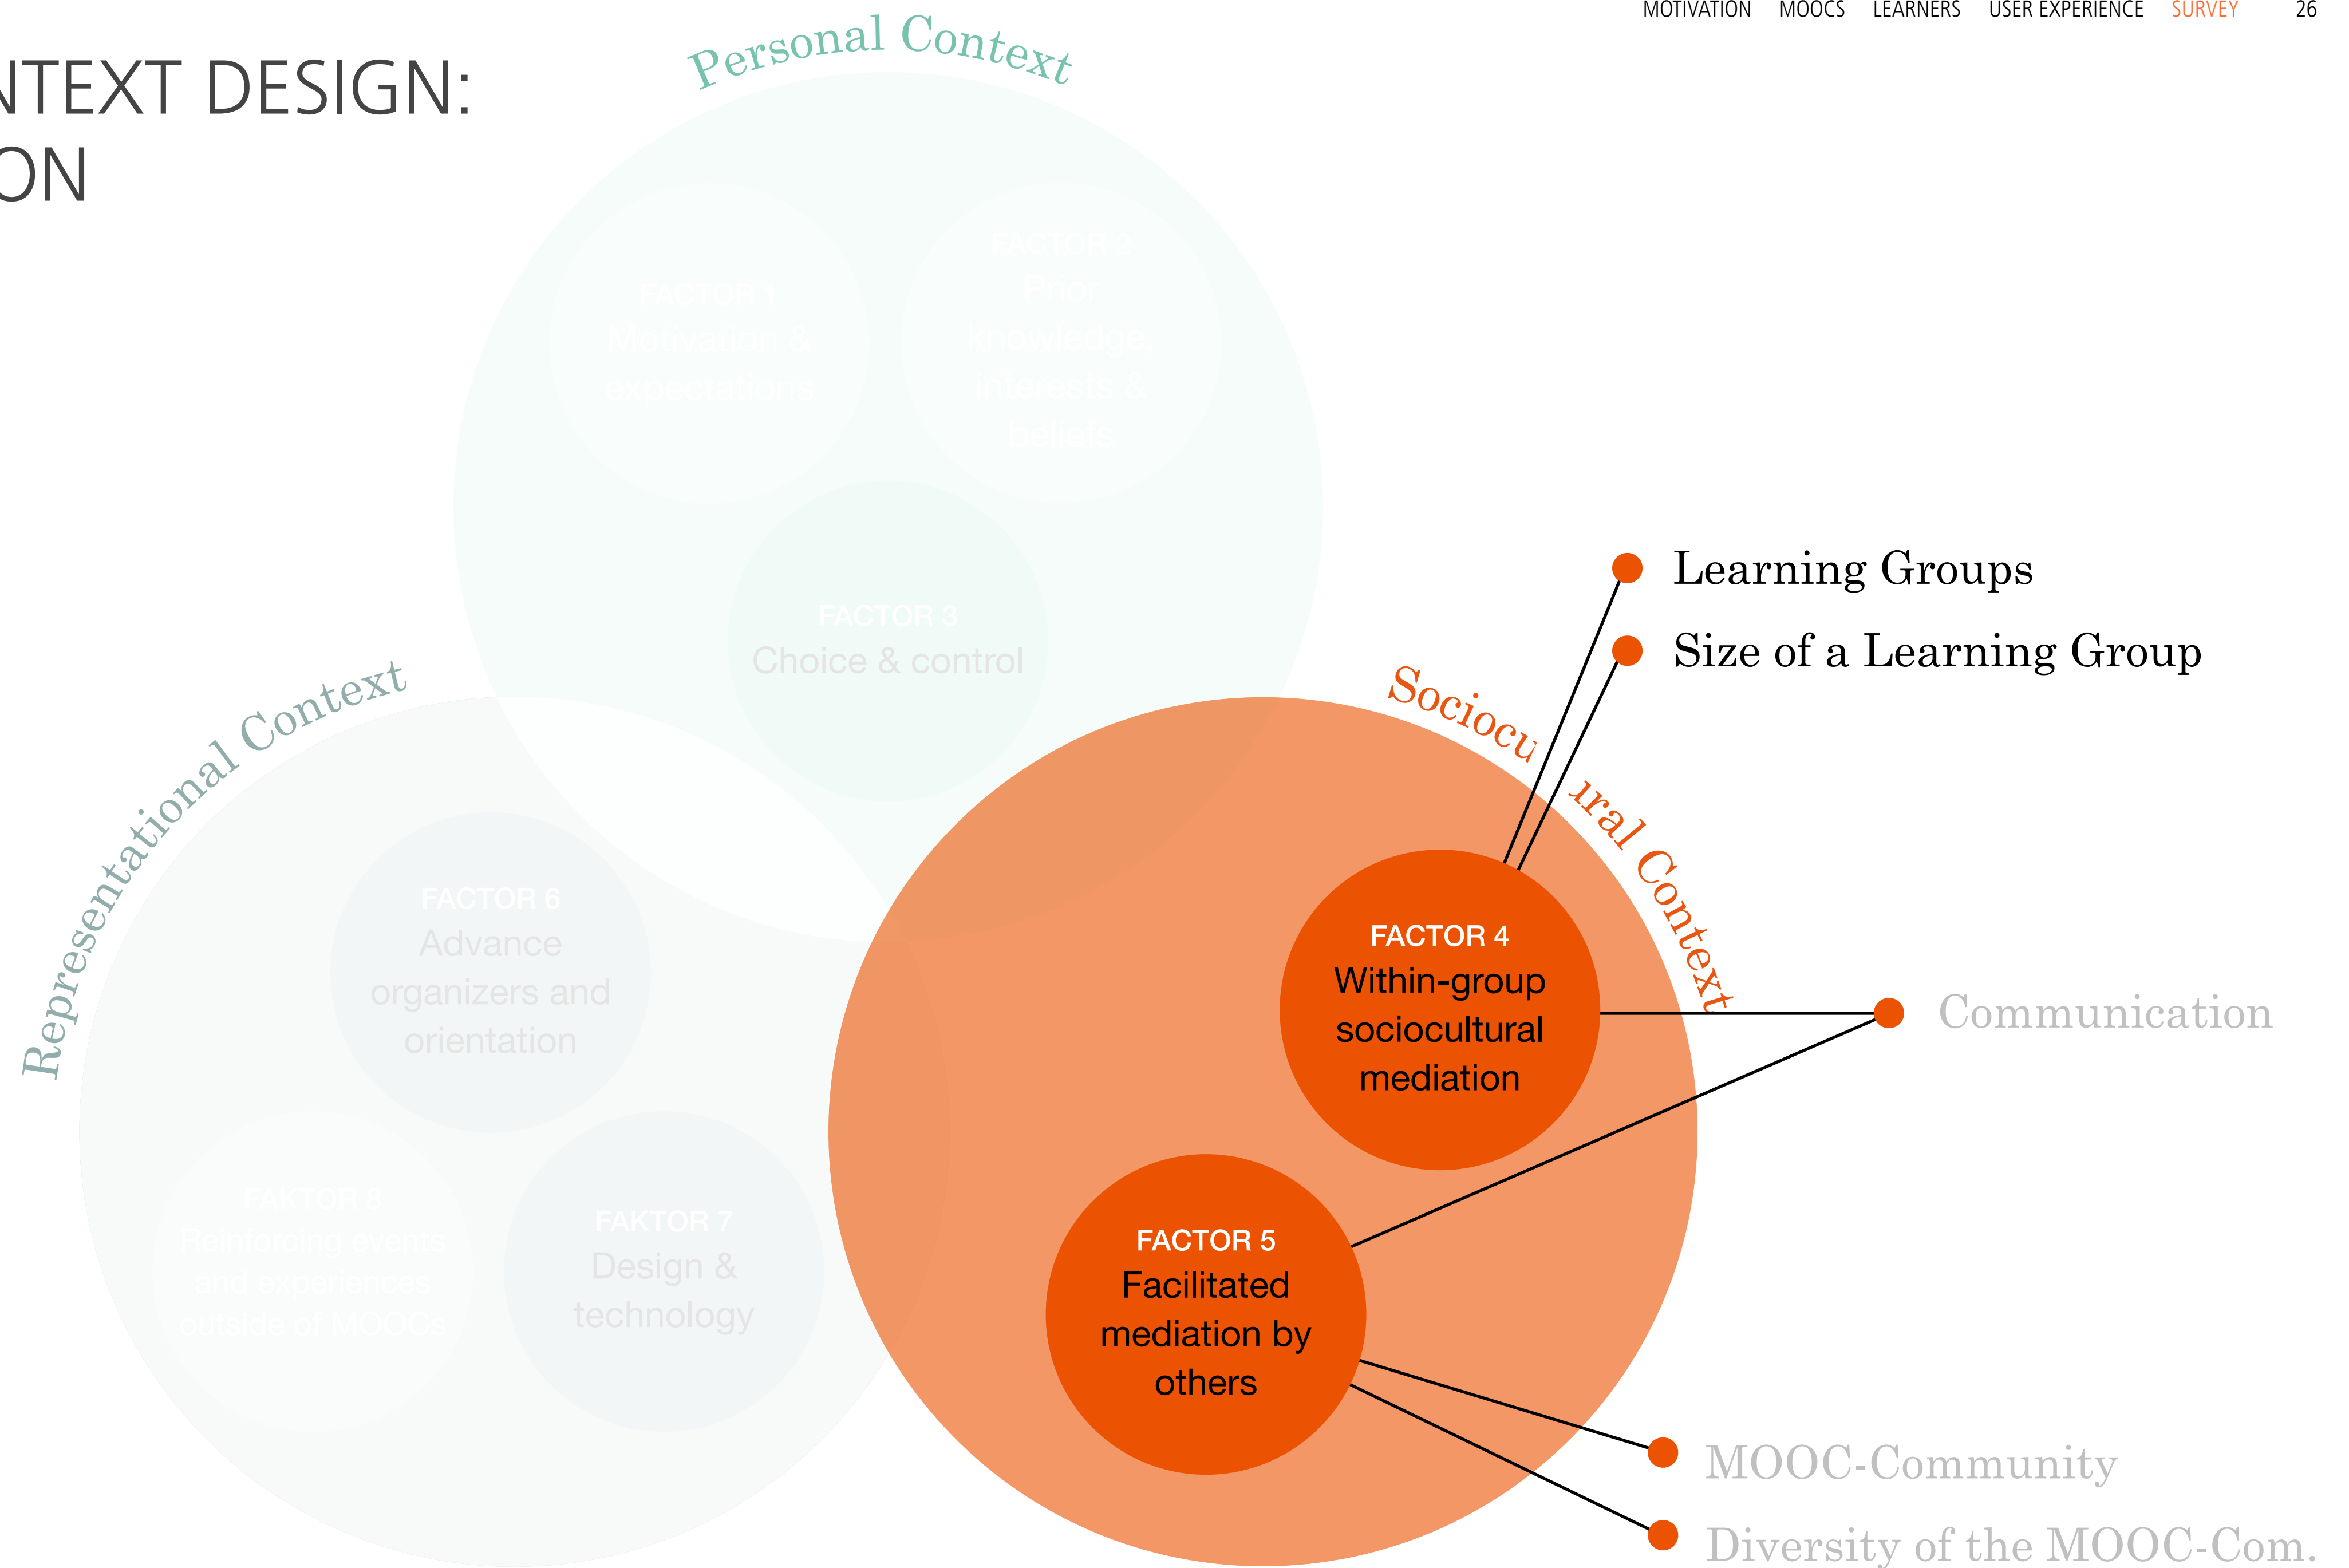 MOTIVATION MOOCS LEARNERS USER EXPERIENCE SURVEY 26
NTEXT DESIGN:
ON
Personal Context
FACTOR 1
Motivation &
expectations
FACTOR 2
Prior
knowledge,
interests &
beliefs
FACTOR 3
Choice & control
Learning Groups
Size of a Learning Group
Sociocu ural Context
Representational Context
FACTOR 6
Advance
organizers and
orientation
FACTOR 4
Within-group
sociocultural
mediation
Communication
FAKTOR 8
Reinforcing events
and experiences
outside of MOOCs
FAKTOR 7
Design &
technology
FACTOR 5
Facilitated
mediation by
others
MOOC-Community
Diversity of the MOOC-Com.